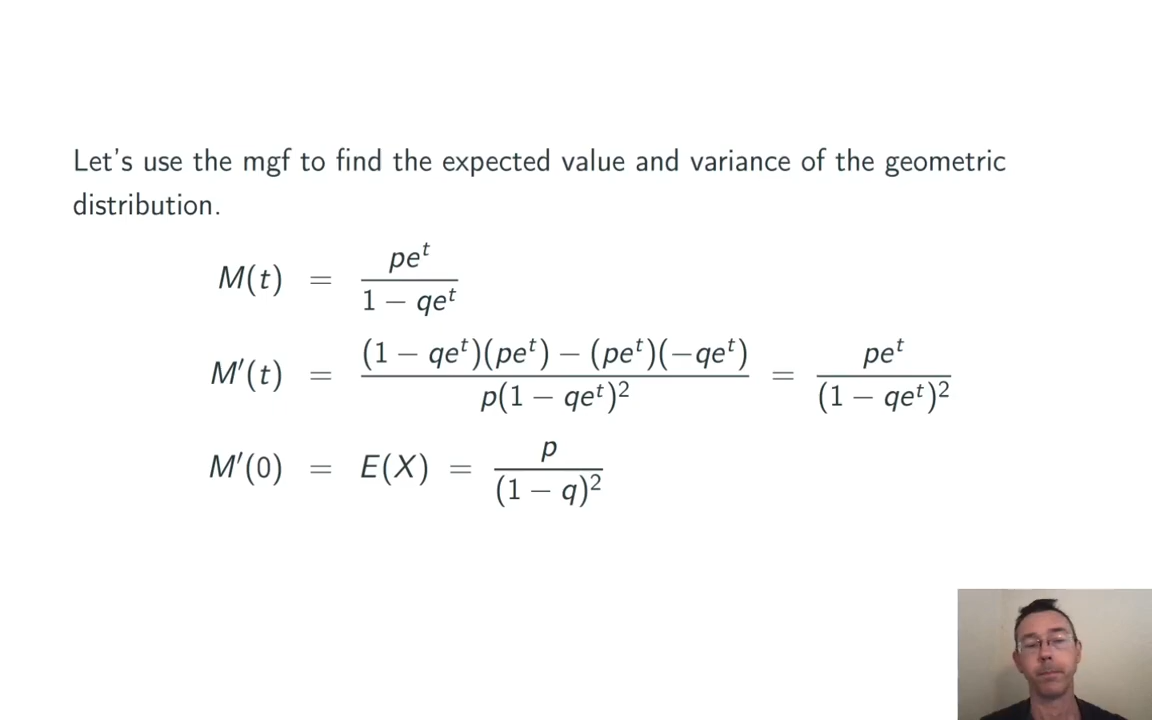 Let's use the mgf to find the expected value and variance of the geometric
distribution.
M(t) = pe^t / (1 − qe^t)
M′(t) = (1 − qe^t)(pe^t) − (pe^t)(−qe^t) / p(1 − qe^t)^2 = pe^t / (1 − qe^t)^2
M′(0) = E(X) = p / (1 − q)^2